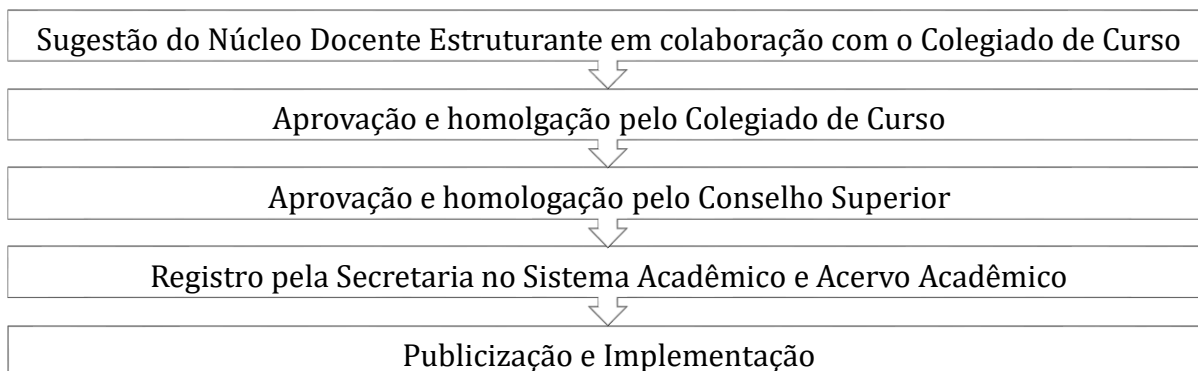 Sugestão do Núcleo Docente Estruturante em colaboração com o Colegiado de Curso
Aprovação e homolgação pelo Colegiado de Curso
Aprovação e homologação pelo Conselho Superior
Registro pela Secretaria no Sistema Acadêmico e Acervo Acadêmico
Publicização e Implementação